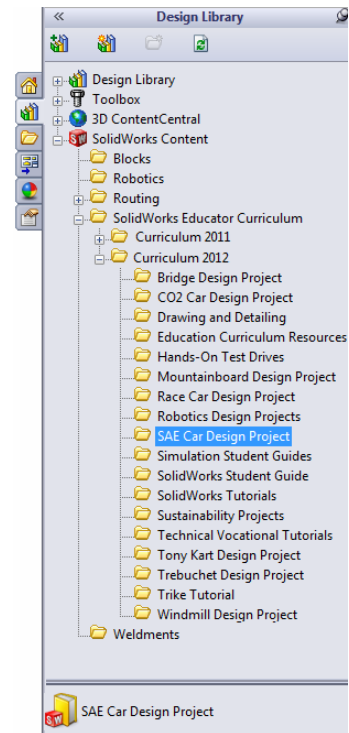 Design Library
Design Library
Toolbox
3D ContentCentral
SolidWorks Content
Blocks
Robotics
Routing
SolidWorks Educator Curriculum
Curriculum 2011
Curriculum 2012
Bridge Design Project
CO2 Car Design Project
Drawing and Detailing
Education Curriculum Resources
Hands-On Test Drives
Mountainboard Design Project
Race Car Design Project
Robotics Design Projects
SAE Car Design Project
Simulation Student Guides
SolidWorks Student Guide
SolidWorks Tutorials
Sustainability Projects
Technical Vocational Tutorials
Tony Kart Design Project
Trebuchet Design Project
Trike Tutorial
Windmill Design Project
Weldments
SAE Car Design Project